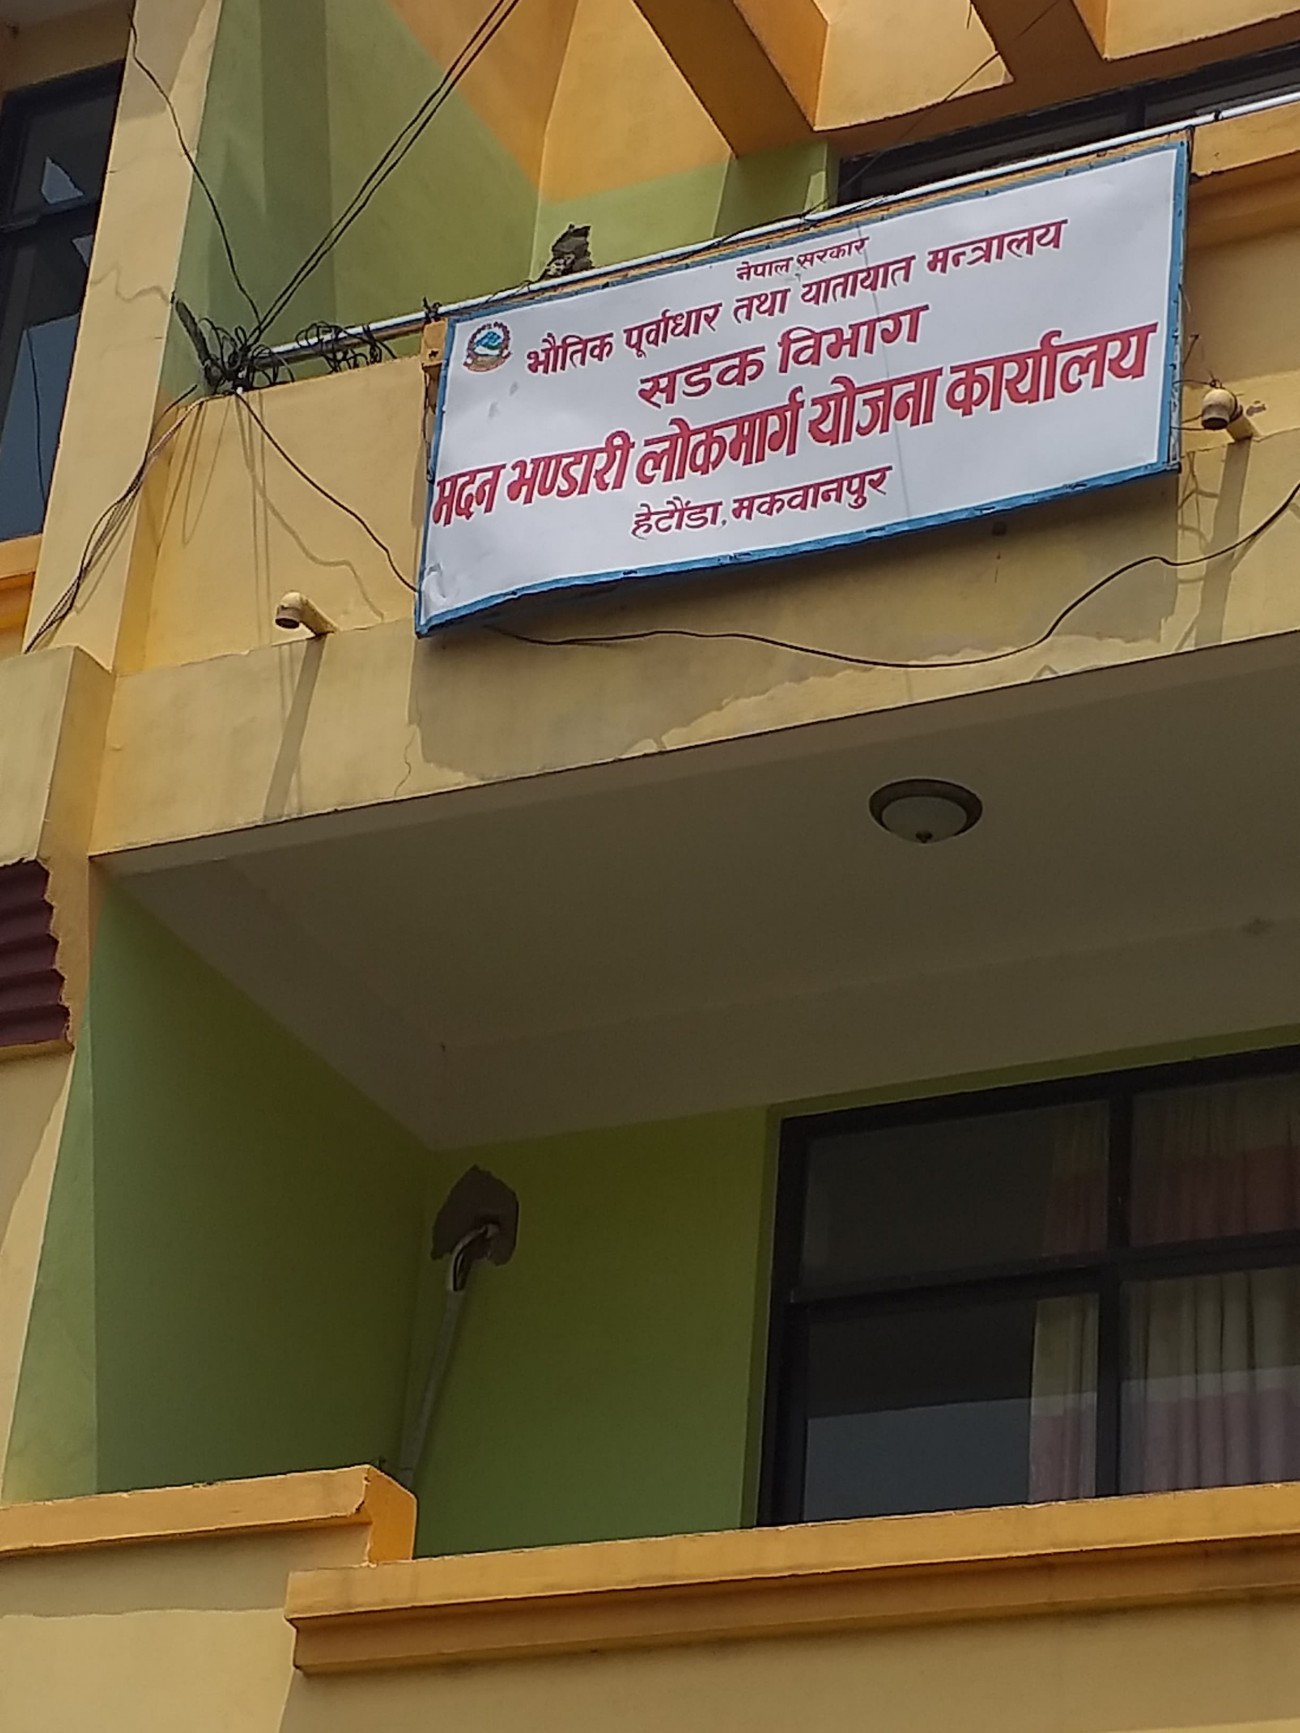 नेपाल सरकार
भौतिक पूर्वाधार तथा यातायात मन्त्रालय
सडक विभाग
मदन भण्डारी लोकमार्ग योजना कार्यालय
हेटौंडा, मकवानपुर